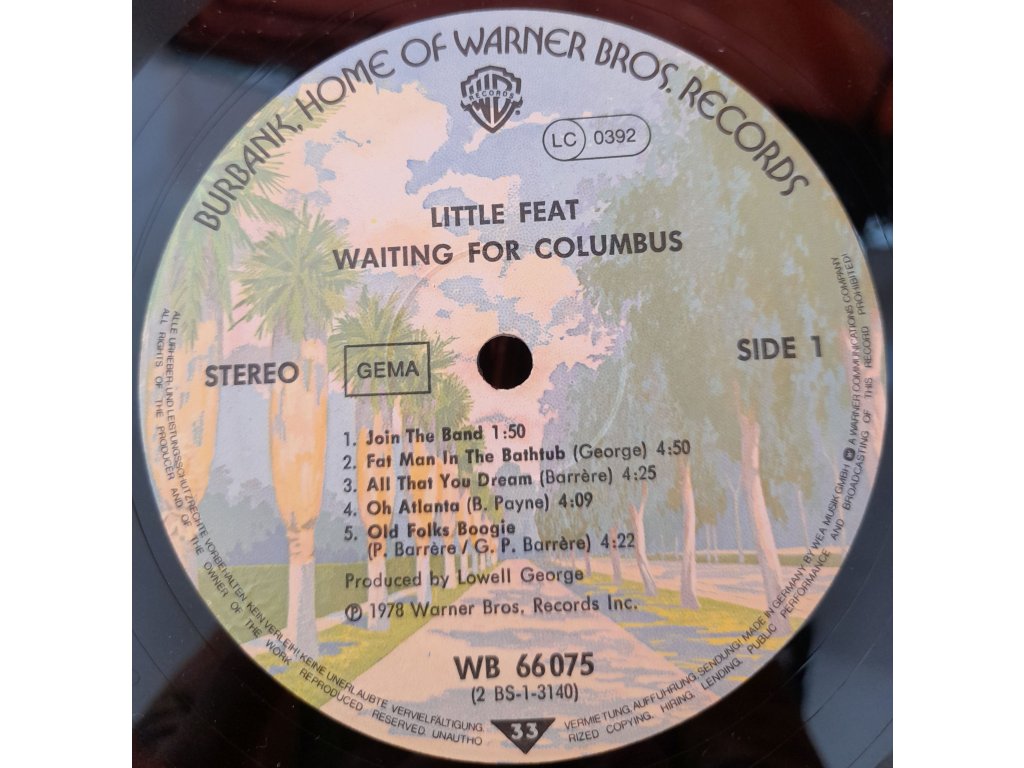 BURBANK, HOME OF WARNER BROS. RECORDS
WB
RECORDS
LC 0392
LITTLE FEAT
WAITING FOR COLUMBUS
STEREO
GEMA
SIDE 1
1. Join The Band 1:50
2. Fat Man In The Bathtub (George) 4:50
3. All That You Dream (Barrère) 4:25
4. Oh Atlanta (B. Payne) 4:09
5. Old Folks Boogie
(P. Barrère / G. P. Barrère) 4:22
Produced by Lowell George
℗ 1978 Warner Bros. Records Inc.
WB 66075
(2 BS-1-3140)
33
ALLE URHEBER- UND LEISTUNGSSCHUTZRECHTE VORBEHALTEN. KEIN VERLEIH! KEINE UNERLAUBTE VERVIELFÄLTIGUNG, VERMIETUNG, AUFFÜHRUNG, SENDUNG! MADE IN GERMANY BY WEA MUSIK GMBH A WARNER COMMUNICATIONS COMPANY
ALL RIGHTS OF THE PRODUCER AND OF THE OWNER OF THE WORK REPRODUCED RESERVED. UNAUTHORIZED COPYING, HIRING, LENDING, PUBLIC PERFORMANCE AND BROADCASTING OF THIS RECORD PROHIBITED!